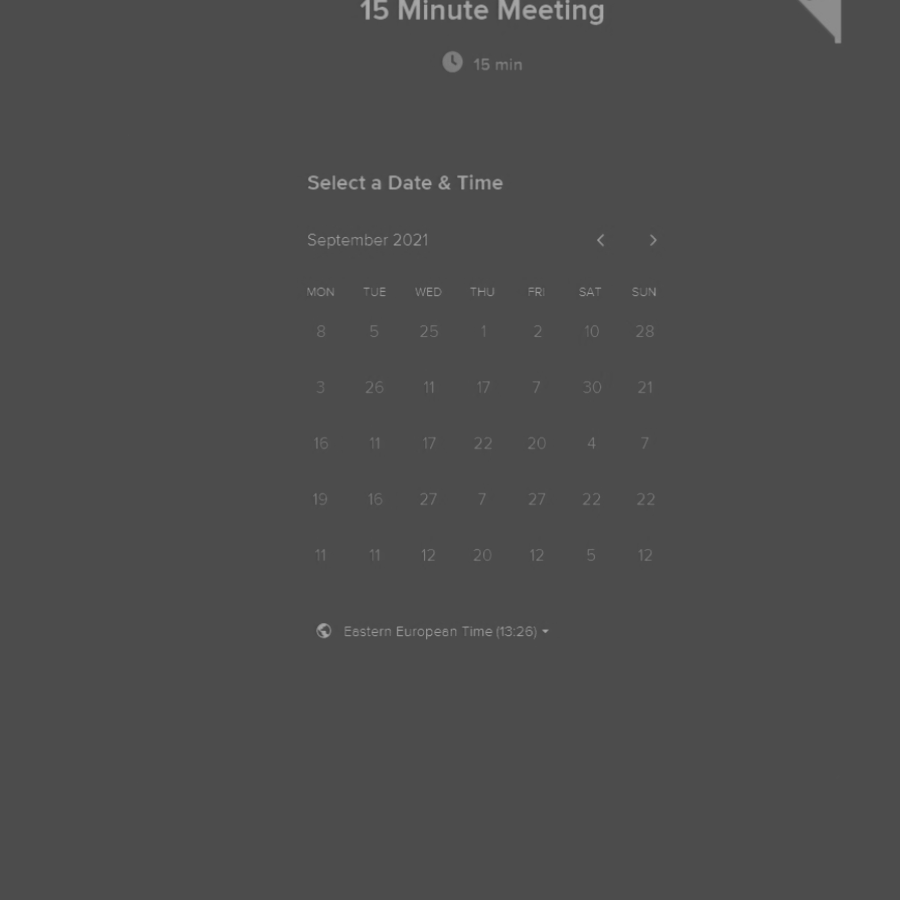 15 Minute Meeting
15 min
Select a Date & Time
September 2021
MON TUE WED THU FRI SAT SUN
8 5 25 1 2 10 28
3 26 11 17 7 30 21
16 11 17 22 20 4 7
19 16 27 7 27 22 22
11 11 12 20 12 5 12
Eastern European Time (13:26)